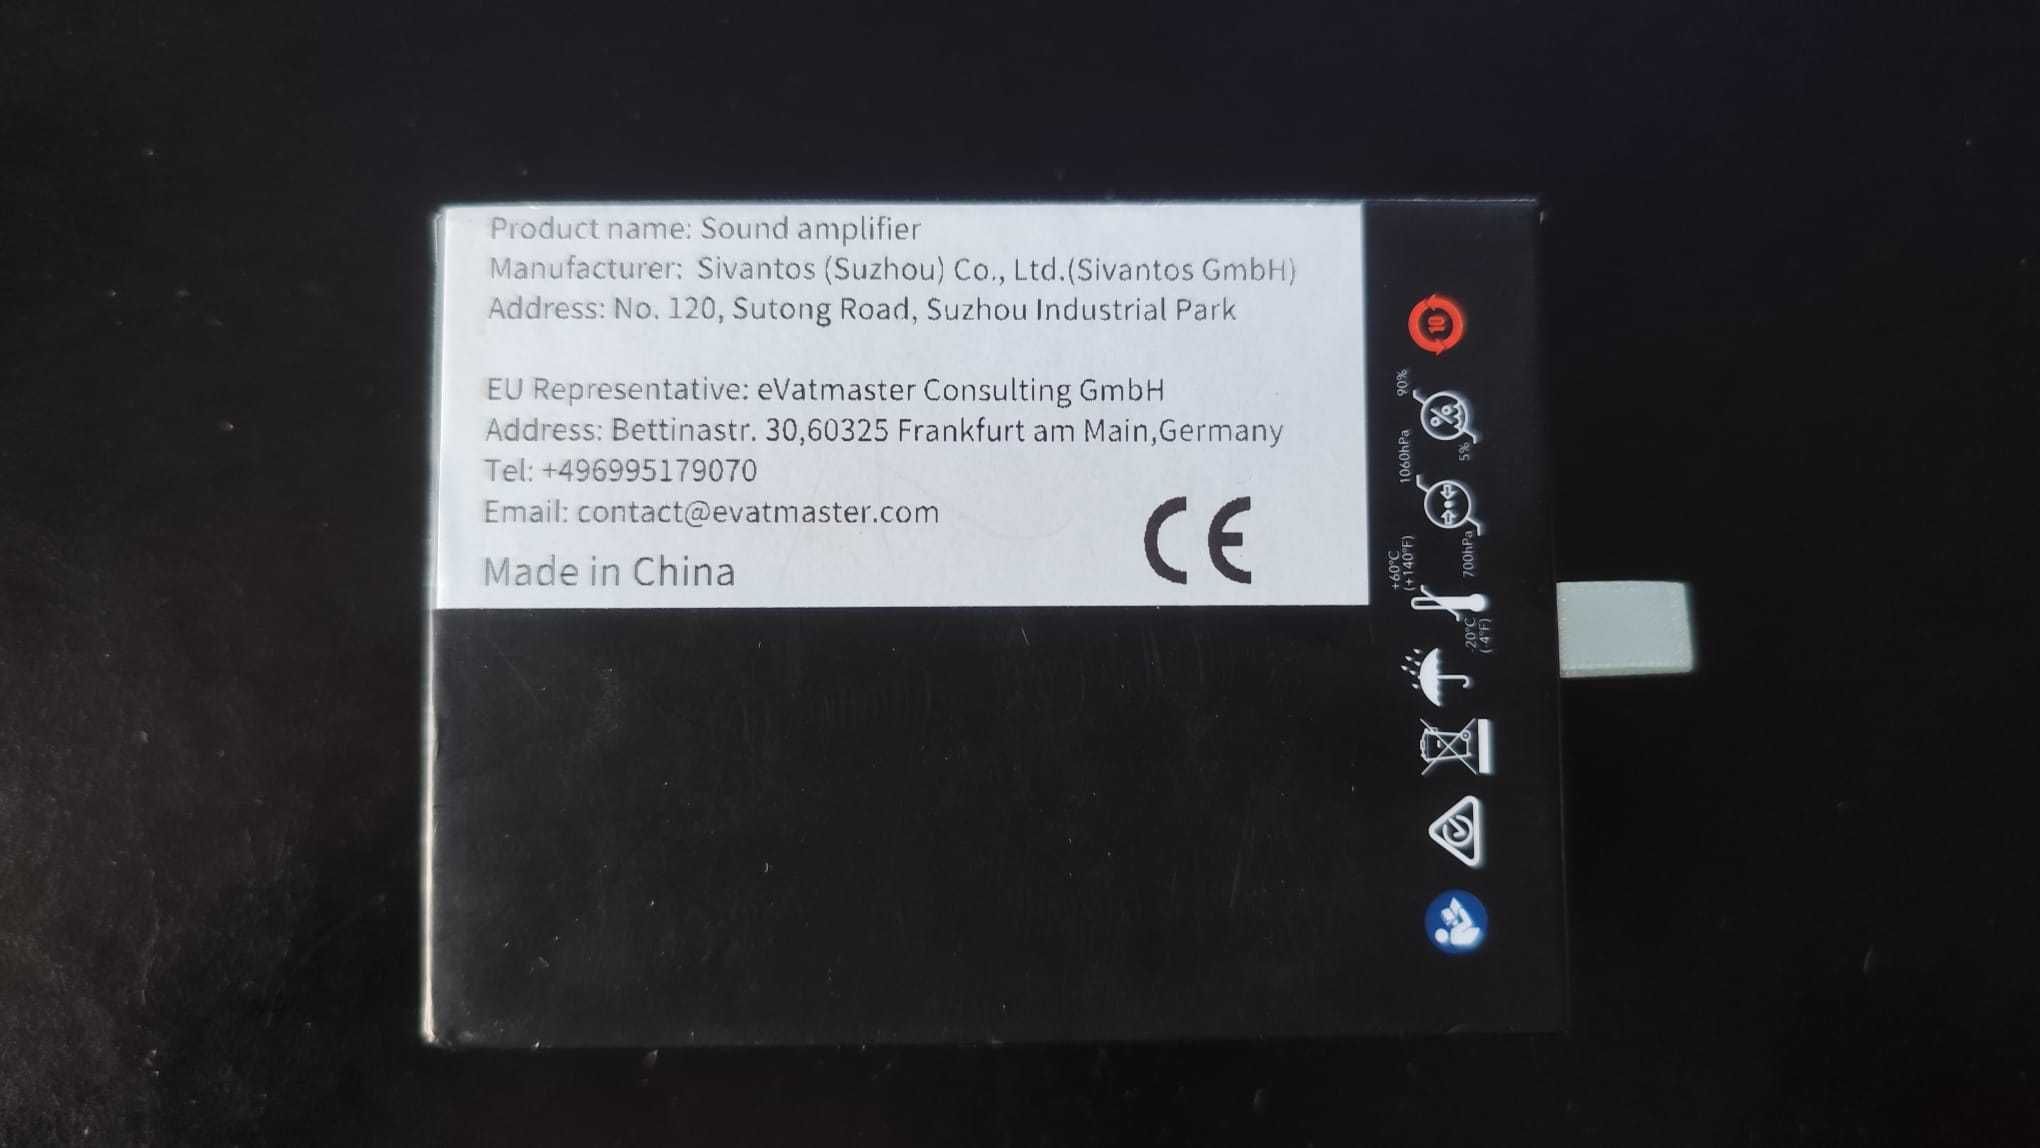 Product name: Sound amplifier
Manufacturer: Sivantos (Suzhou) Co., Ltd.(Sivantos GmbH)
Address: No. 120, Sutong Road, Suzhou Industrial Park
EU Representative: eVatmaster Consulting GmbH
Address: Bettinastr. 30,60325 Frankfurt am Main,Germany
Tel: +496995179070
Email: contact@evatmaster.com
Made in China
CE
10
90%
%
5%
1060hPa
700hPa
+60°C
(+140°F)
-20°C
(-4°F)